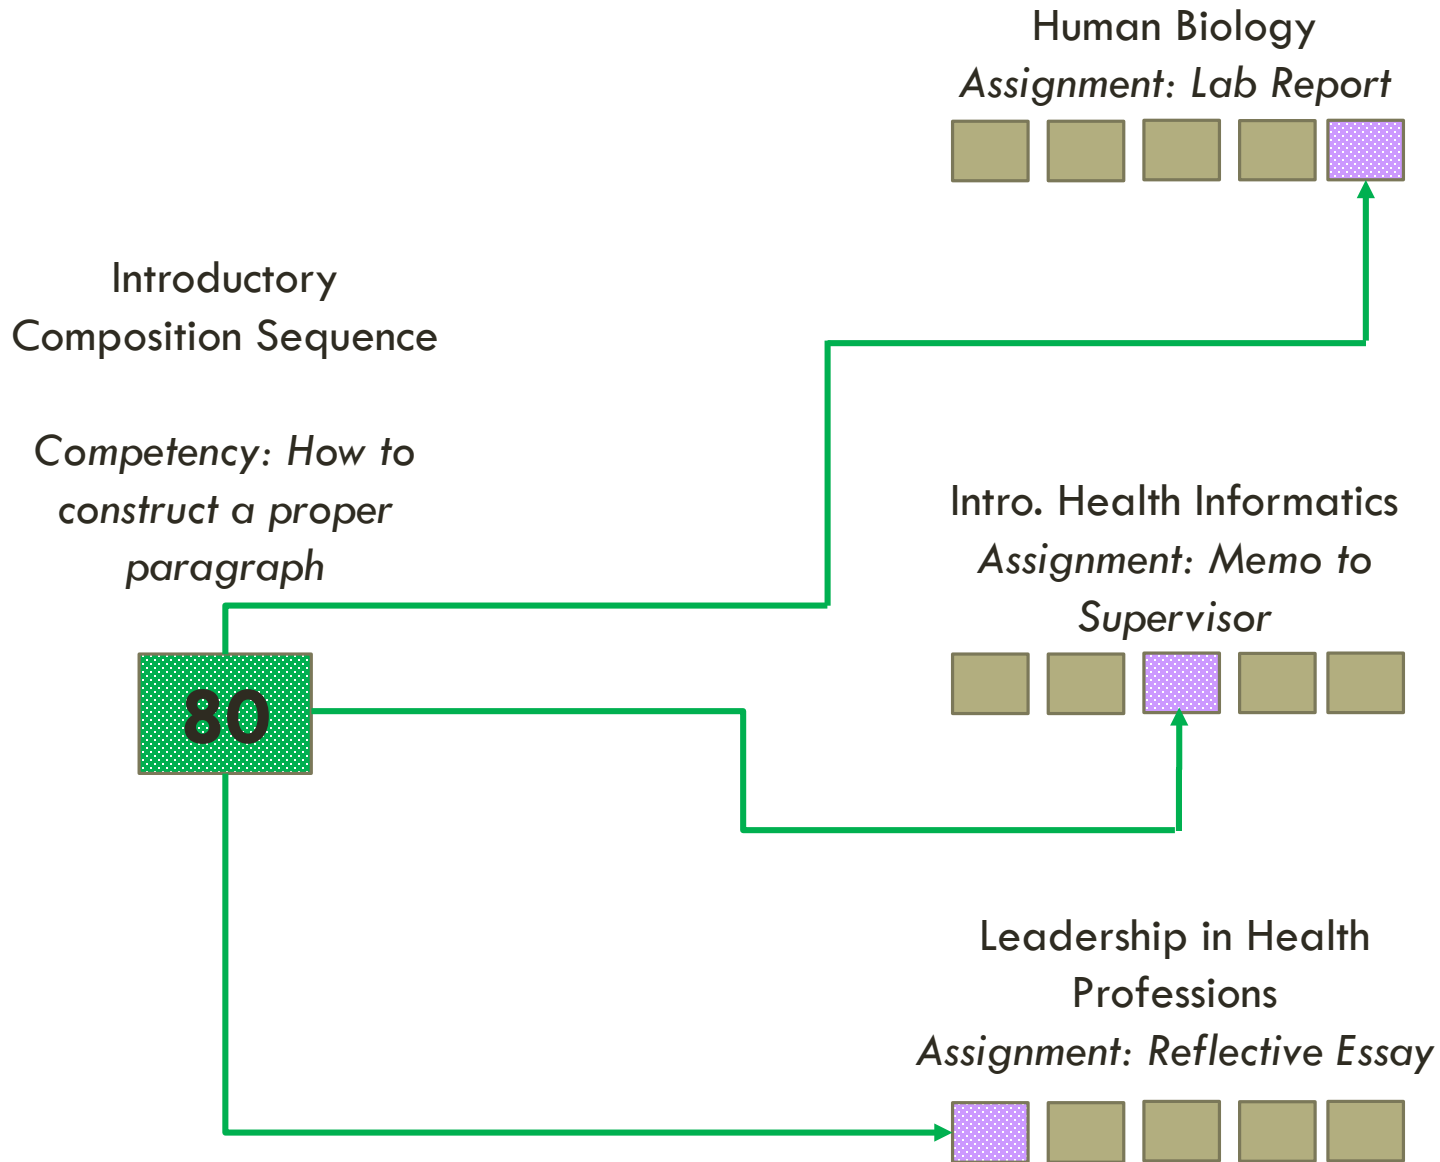 Human Biology
Assignment: Lab Report
Introductory
Composition Sequence
Competency: How to
construct a proper
paragraph
80
Intro. Health Informatics
Assignment: Memo to
Supervisor
Leadership in Health
Professions
Assignment: Reflective Essay